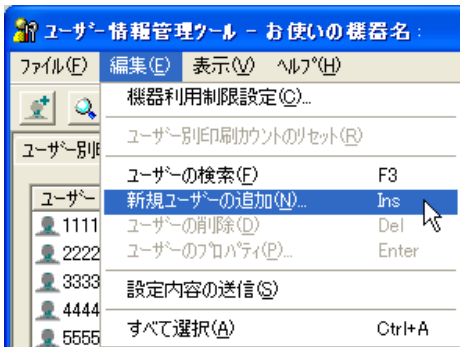 ユーザー情報管理ツール - お使いの機器名:
ファイル(F) 編集(E) 表示(V) ヘルプ(H)
機器利用制限設定(C)...
ユーザー別印刷カウントのリセット(R)
ユーザー別
ユーザーの検索(F) F3
ユーザー
新規ユーザーの追加(N)... Ins
1111
ユーザーの削除(D) Del
2222
ユーザーのプロパティ(P)... Enter
3333
設定内容の送信(S)
4444
すべて選択(A) Ctrl+A
5555